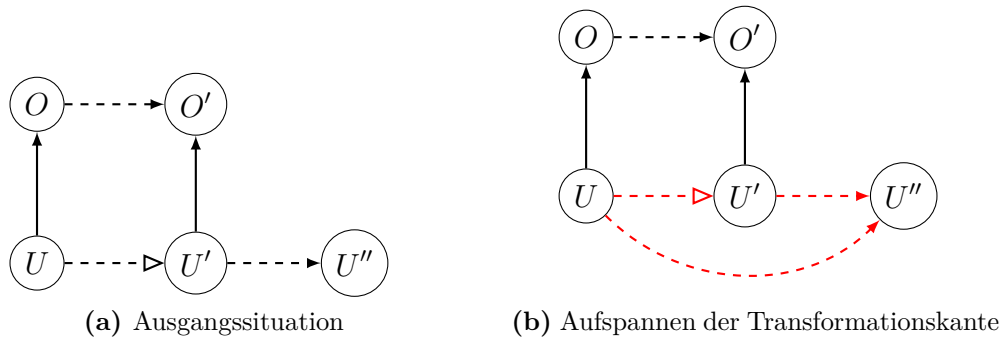 O O′
U U′ U″
(a) Ausgangssituation
O O′
U U′ U″
(b) Aufspannen der Transformationskante